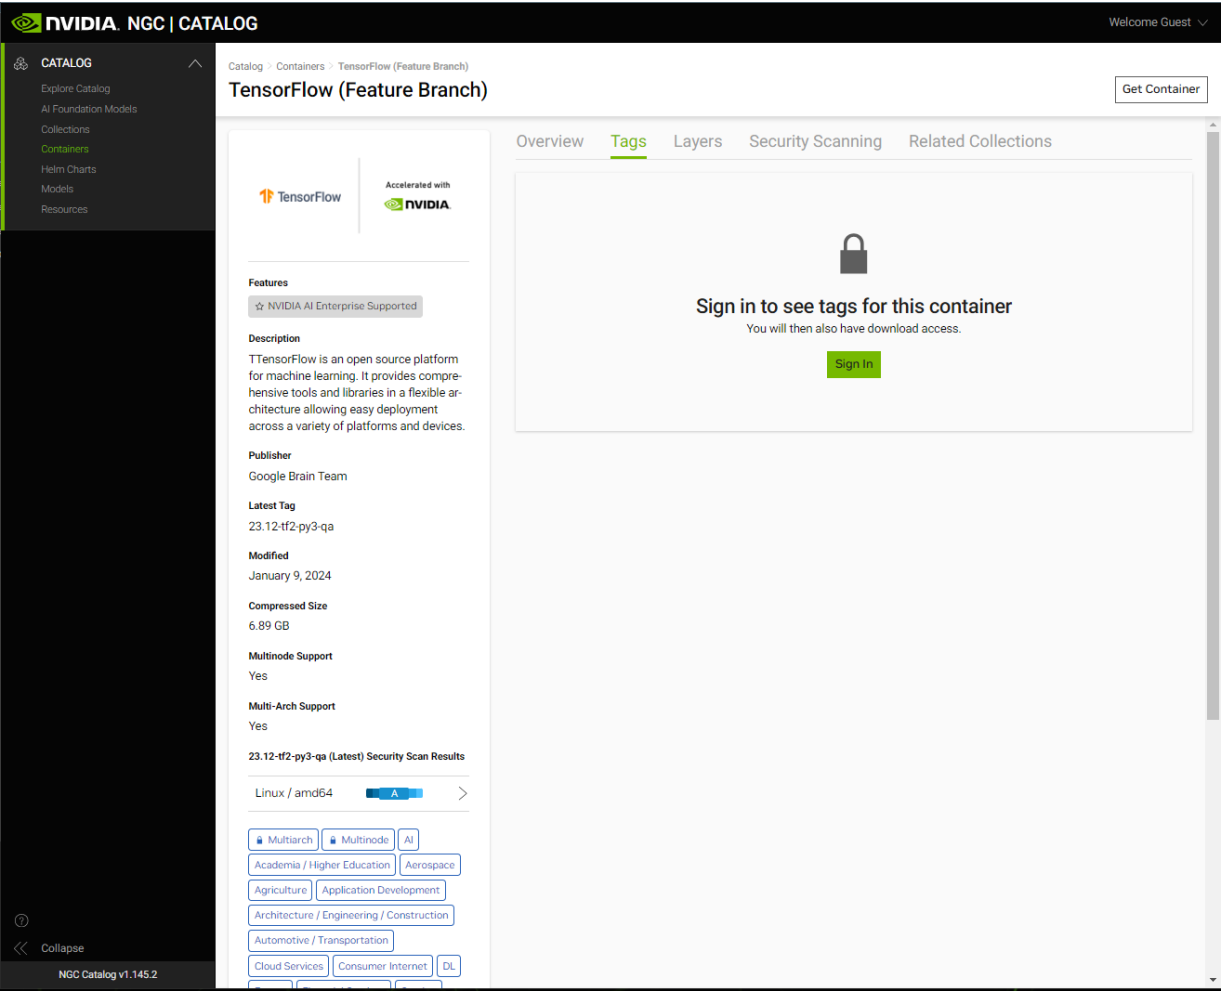 NVIDIA. NGC | CATALOG
Welcome Guest
CATALOG
Explore Catalog
AI Foundation Models
Collections
Containers
Helm Charts
Models
Resources
Collapse
NGC Catalog v1.145.2
Catalog > Containers > TensorFlow (Feature Branch)
TensorFlow (Feature Branch)
Get Container
TensorFlow
Accelerated with
NVIDIA.
Features
NVIDIA AI Enterprise Supported
Description
TTensorFlow is an open source platform
for machine learning. It provides compre-
hensive tools and libraries in a flexible ar-
chitecture allowing easy deployment
across a variety of platforms and devices.
Publisher
Google Brain Team
Latest Tag
23.12-tf2-py3-qa
Modified
January 9, 2024
Compressed Size
6.89 GB
Multinode Support
Yes
Multi-Arch Support
Yes
23.12-tf2-py3-qa (Latest) Security Scan Results
Linux / amd64 A
Multiarch Multinode AI
Academia / Higher Education Aerospace
Agriculture Application Development
Architecture / Engineering / Construction
Automotive / Transportation
Cloud Services Consumer Internet DL
Overview Tags Layers Security Scanning Related Collections
Sign in to see tags for this container
You will then also have download access.
Sign In